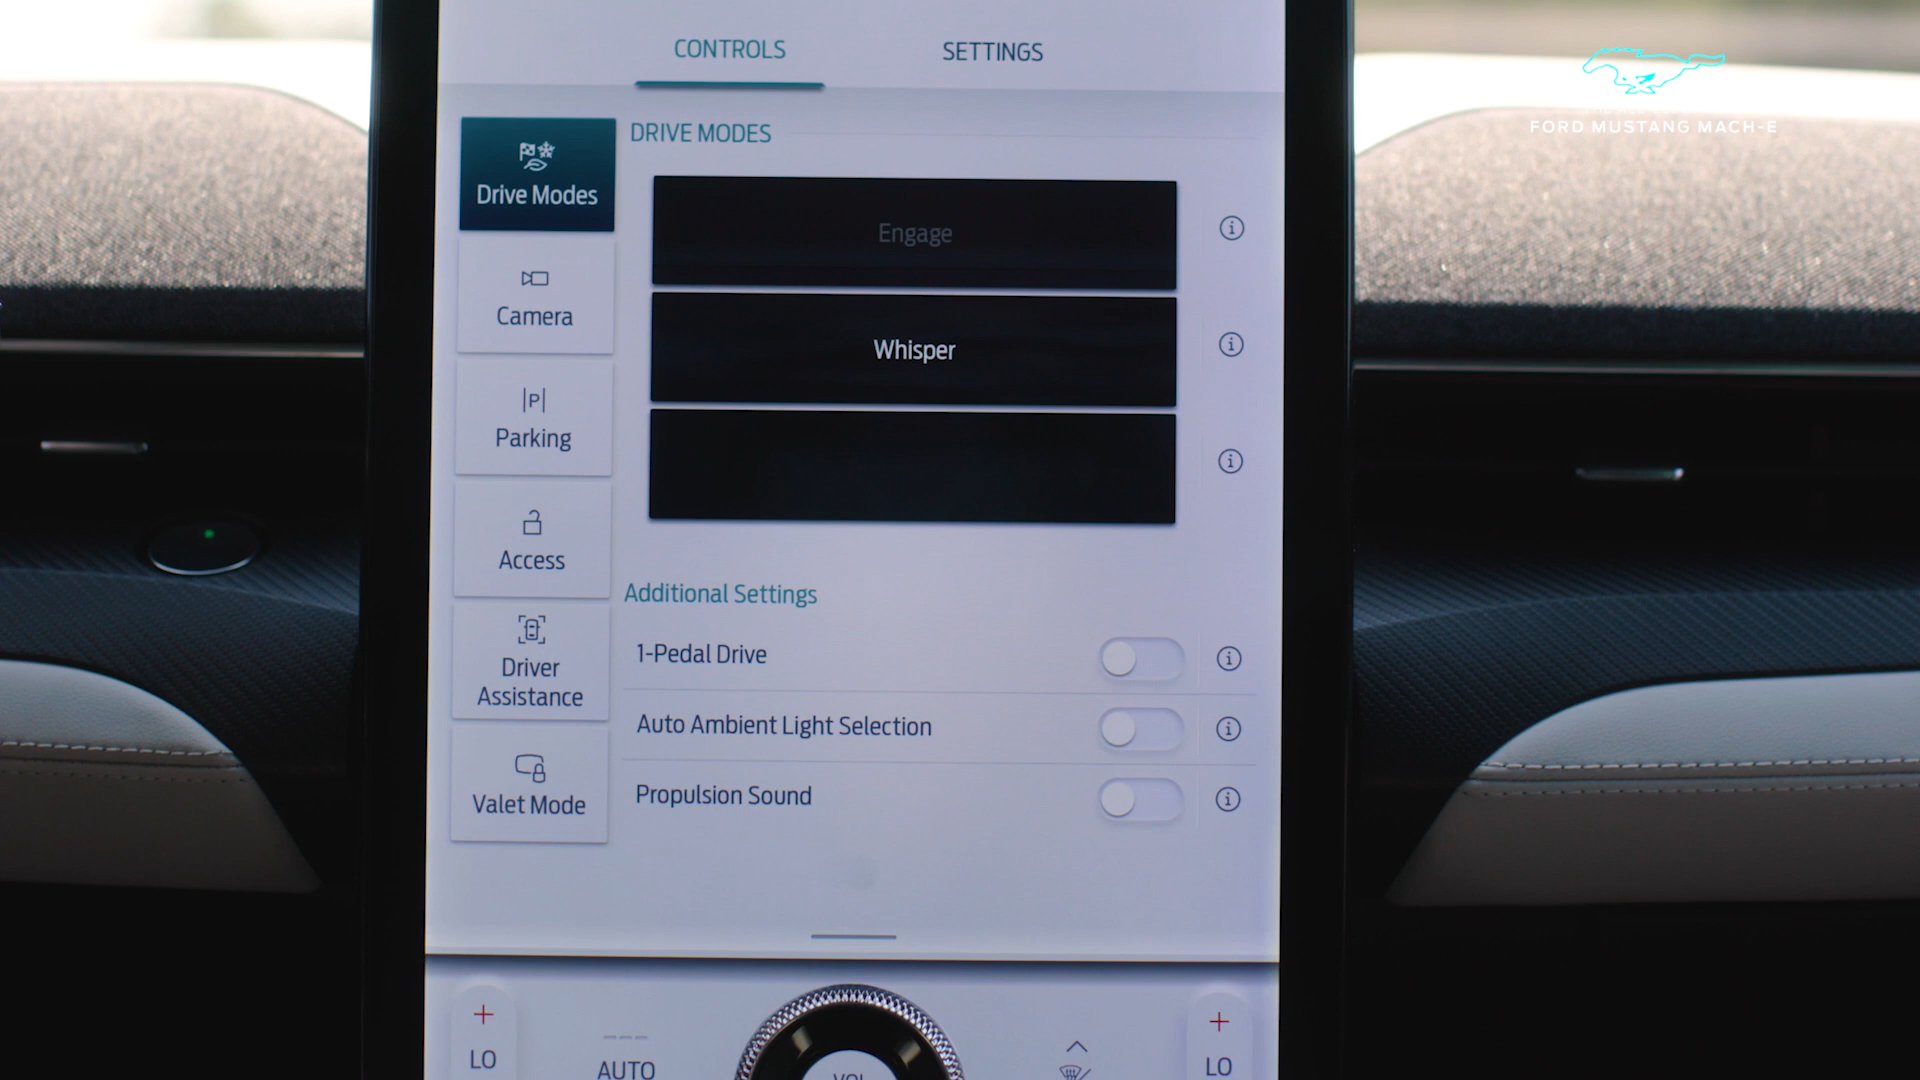 CONTROLS
SETTINGS
FORD MUSTANG MACH-E
DRIVE MODES
Drive Modes
Engage
Whisper
Camera
Parking
Access
Driver
Assistance
Valet Mode
Additional Settings
1-Pedal Drive
Auto Ambient Light Selection
Propulsion Sound
LO
AUTO
VOL
LO